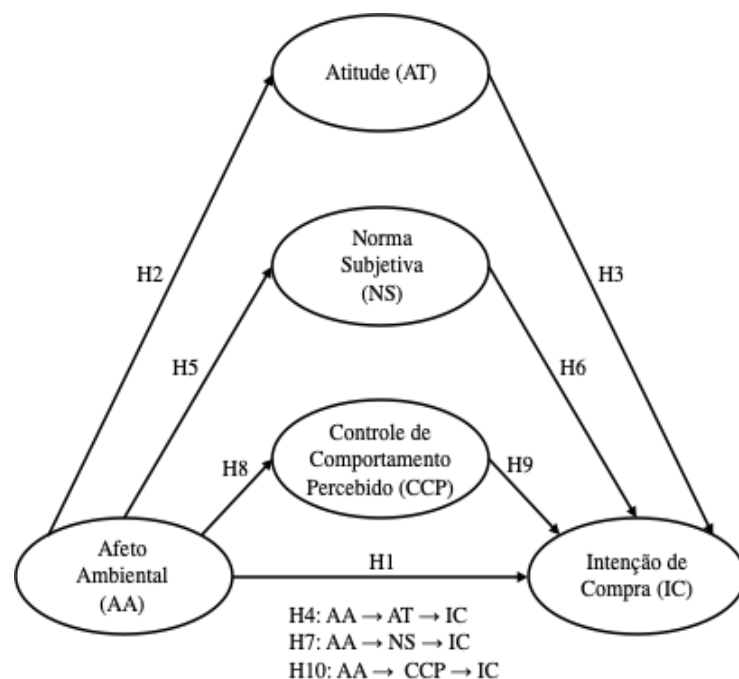 Atitude (AT)
Norma
Subjetiva
(NS)
H2
H3
H5
H6
Controle de
Comportamento
Percebido (CCP)
H8
H9
Afeto
Ambiental
(AA)
H1
Intenção de
Compra (IC)
H4: AA → AT → IC
H7: AA → NS → IC
H10: AA → CCP → IC